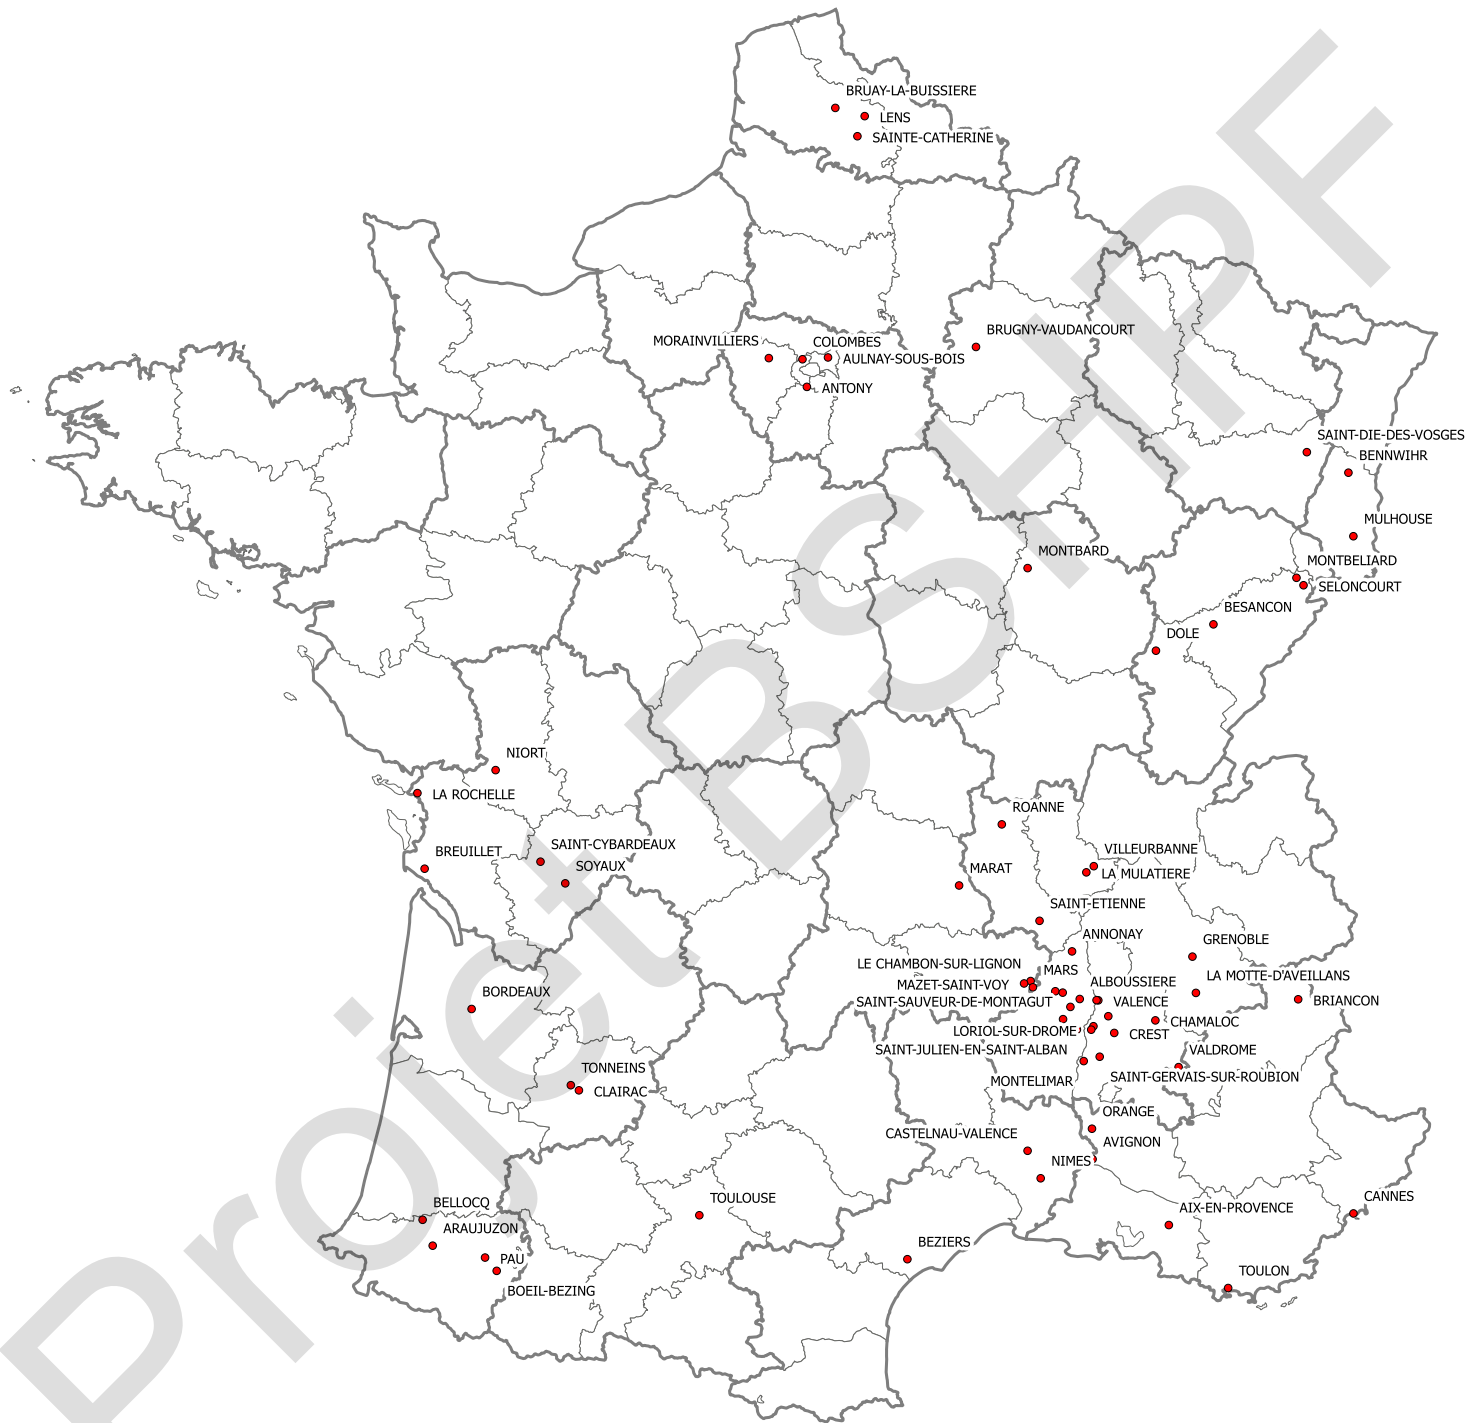 BRUAY-LA-BUISSIERE
LENS
SAINTE-CATHERINE
BRUGNY-VAUDANCOURT
MORAINVILLIERS
COLOMBES
AULNAY-SOUS-BOIS
ANTONY
SAINT-DIE-DES-VOSGES
BENNWIHR
MULHOUSE
MONTBARD
MONTBELIARD
SELONCOURT
BESANCON
DOLE
NIORT
LA ROCHELLE
ROANNE
SAINT-CYBARDEAUX
BREUILLET
SOYAUX
VILLEURBANNE
MARAT
LA MULATIERE
SAINT-ETIENNE
ANNONAY
GRENOBLE
LE CHAMBON-SUR-LIGNON
MARS
LA MOTTE-D'AVEILLANS
MAZET-SAINT-VOY
ALBOUSSIERE
BORDEAUX
SAINT-SAUVEUR-DE-MONTAGUT
VALENCE
BRIANCON
CHAMALOC
LORIOL-SUR-DROME
CREST
SAINT-JULIEN-EN-SAINT-ALBAN
VALDROME
TONNEINS
MONTELIMAR
SAINT-GERVAIS-SUR-ROUBION
CLAIRAC
ORANGE
CASTELNAU-VALENCE
AVIGNON
NIMES
BELLOCQ
TOULOUSE
CANNES
AIX-EN-PROVENCE
ARAUJUZON
BEZIERS
PAU
TOULON
BOEIL-BEZING
Projet BSHPF